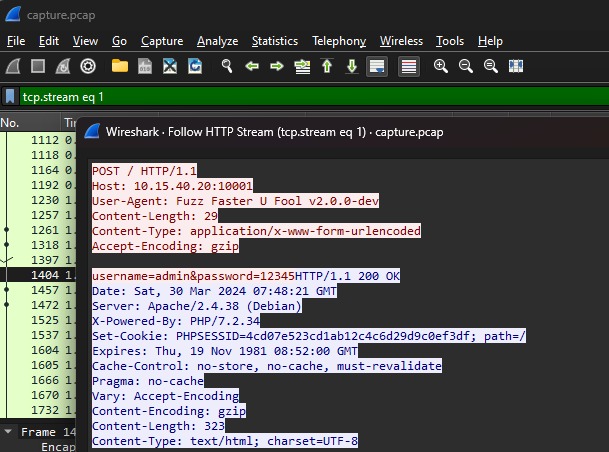 capture.pcap
File Edit View Go Capture Analyze Statistics Telephony Wireless Tools Help
tcp.stream eq 1
No.
Wireshark · Follow HTTP Stream (tcp.stream eq 1) · capture.pcap
1112 0.
1118 0.
1164 0.
1192 0.
1230 1.
1257 1.
1261 1.
1318 1.
1397
1404 1.
1457 1.
1472 1.
1525 1.
1537 1.
1604 1.
1605 1.
1666 1.
1670 1.
1732 1.
POST / HTTP/1.1
Host: 10.15.40.20:10001
User-Agent: Fuzz Faster U Fool v2.0.0-dev
Content-Length: 29
Content-Type: application/x-www-form-urlencoded
Accept-Encoding: gzip
username=admin&password=12345HTTP/1.1 200 OK
Date: Sat, 30 Mar 2024 07:48:21 GMT
Server: Apache/2.4.38 (Debian)
X-Powered-By: PHP/7.2.34
Set-Cookie: PHPSESSID=4cd07e523cd1ab12c4c6d29d9c0ef3df; path=/
Expires: Thu, 19 Nov 1981 08:52:00 GMT
Cache-Control: no-store, no-cache, must-revalidate
Pragma: no-cache
Vary: Accept-Encoding
Content-Encoding: gzip
Content-Length: 323
Content-Type: text/html; charset=UTF-8
Frame 14
Encap